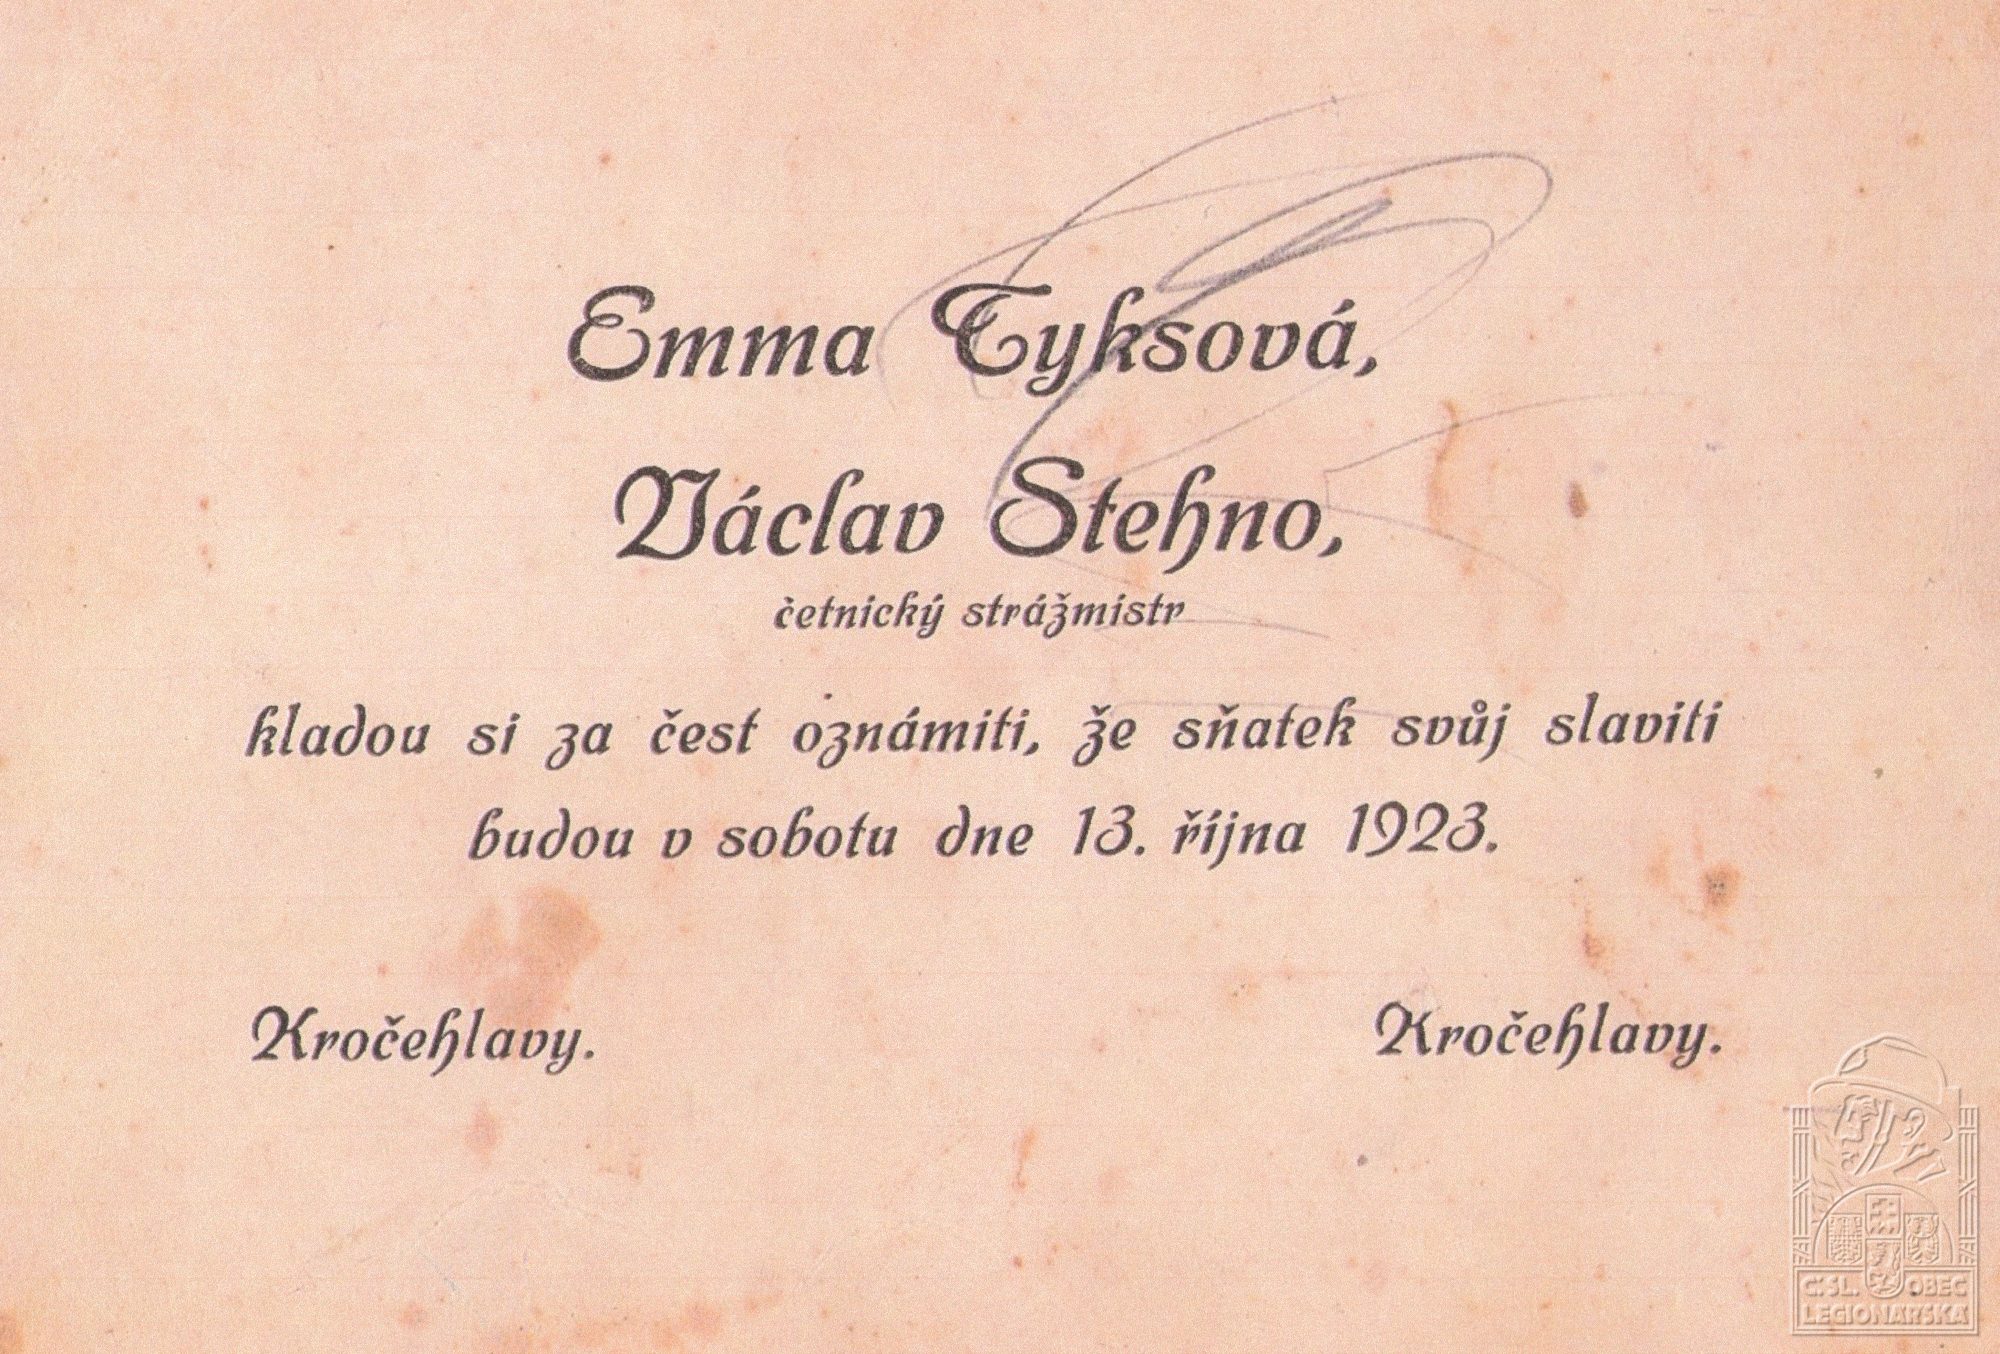 Emma Tyksová,
Václav Stehno,
četnický strážmistr
kladou si za čest oznámiti, že sňatek svůj slaviti
budou v sobotu dne 13. října 1923.
Kročehlavy. Kročehlavy.
Č.SL. OBEC
LEGIONÁŘSKÁ